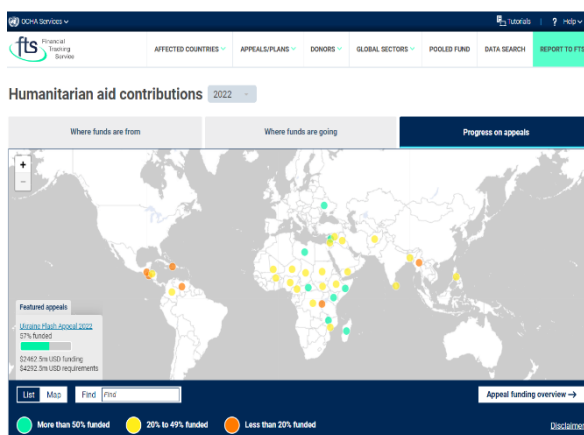 OCHA Services
Tutorials | ? Help
fts Financial Tracking Service
AFFECTED COUNTRIES APPEALS/PLANS DONORS GLOBAL SECTORS POOLED FUND DATA SEARCH REPORT TO FTS
Humanitarian aid contributions 2022
Where funds are from Where funds are going Progress on appeals
+
−
Featured appeals
Ukraine Flash Appeal 2022
57% funded
$2462.5m USD funding
$4292.5m USD requirements
List Map Find Find Appeal funding overview →
More than 50% funded 20% to 49% funded Less than 20% funded Disclaimer